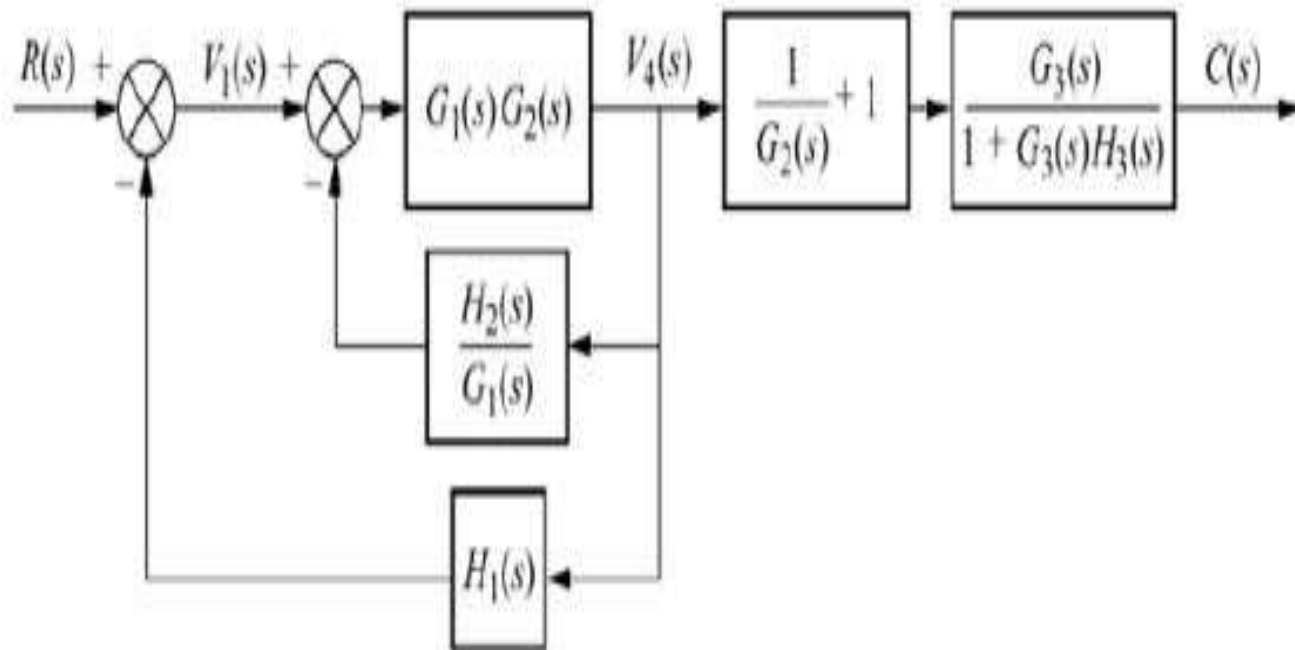 R(s) +
V₁(s) +
G₁(s)G₂(s)
V₄(s)
1
G₂(s)
+ 1
G₃(s)
1 + G₃(s)H₃(s)
C(s)
−
−
H₂(s)
G₁(s)
H₁(s)